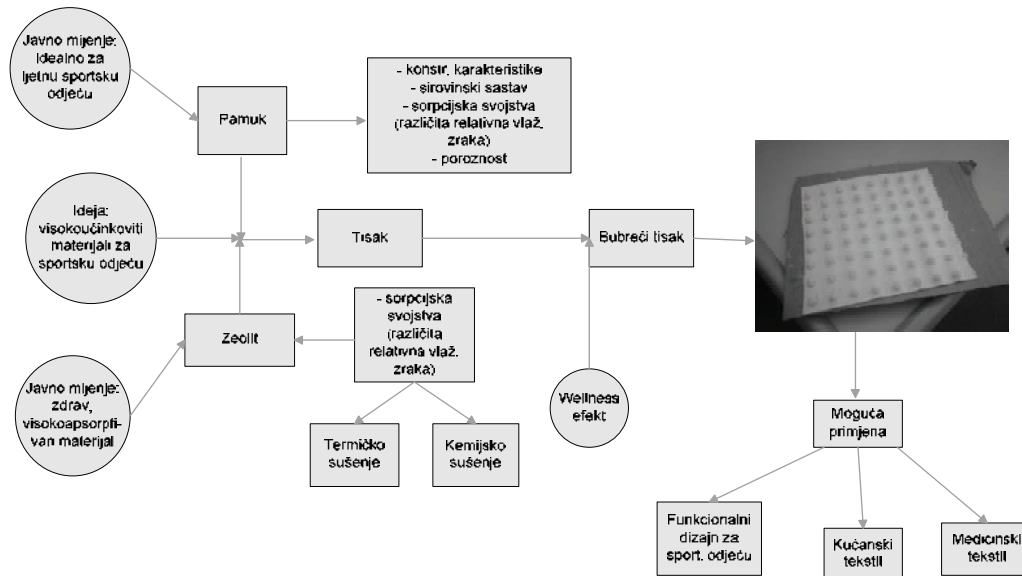 Javno mijenje:
Idealno za
ljetnu sportsku
odjeću
Pamuk
- konstr. karakteristike
- sirovinski sastav
- sorpcijska svojstva
(različita relativna vlaž.
zraka)
- poroznost
Ideja:
visokoučinkoviti
materijali za
sportsku odjeću
Tisak
Bubreći tisak
Zeolit
- sorpcijska
svojstva
(različita
relativna vlaž.
zraka)
Javno mijenje:
zdrav,
visokoapsorpti-
van materijal
Termičko
sušenje
Kemijsko
sušenje
Wellness
efekt
Moguća
primjena
Funkcionalni
dizajn za
sport. odjeću
Kućanski
tekstil
Medicinski
tekstil